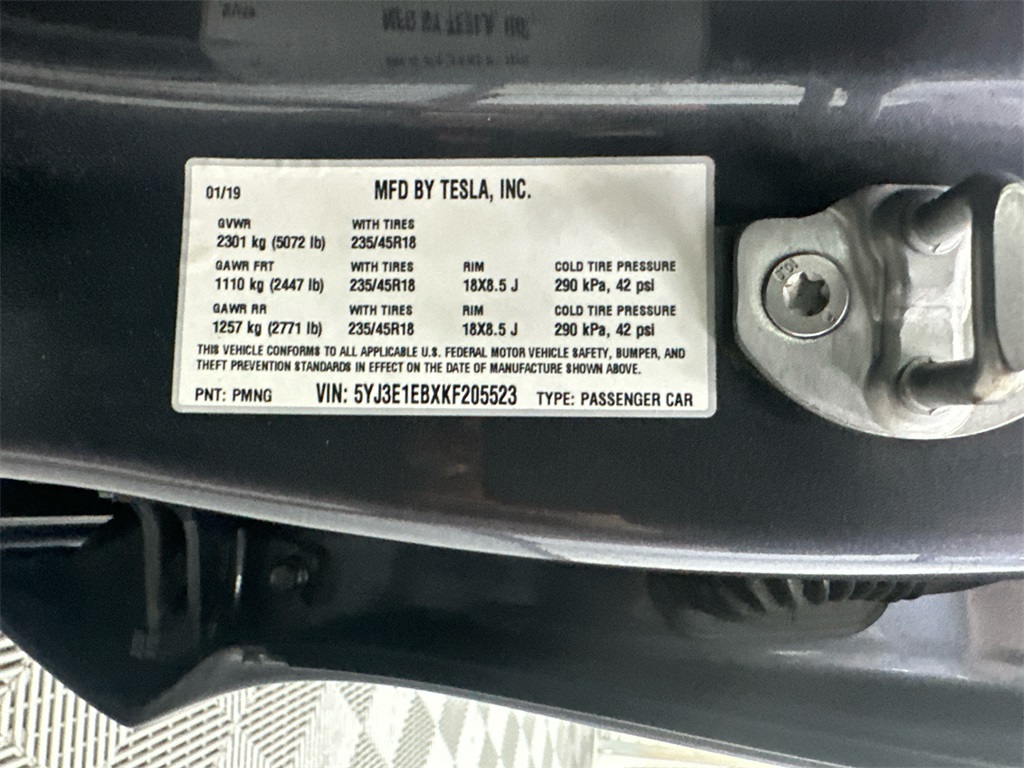 01/19 MFD BY TESLA, INC.
GVWR WITH TIRES
2301 kg (5072 lb) 235/45R18
GAWR FRT WITH TIRES RIM COLD TIRE PRESSURE
1110 kg (2447 lb) 235/45R18 18X8.5 J 290 kPa, 42 psi
GAWR RR WITH TIRES RIM COLD TIRE PRESSURE
1257 kg (2771 lb) 235/45R18 18X8.5 J 290 kPa, 42 psi
THIS VEHICLE CONFORMS TO ALL APPLICABLE U.S. FEDERAL MOTOR VEHICLE SAFETY, BUMPER, AND
THEFT PREVENTION STANDARDS IN EFFECT ON THE DATE OF MANUFACTURE SHOWN ABOVE.
PNT: PMNG VIN: 5YJ3E1EBXKF205523 TYPE: PASSENGER CAR